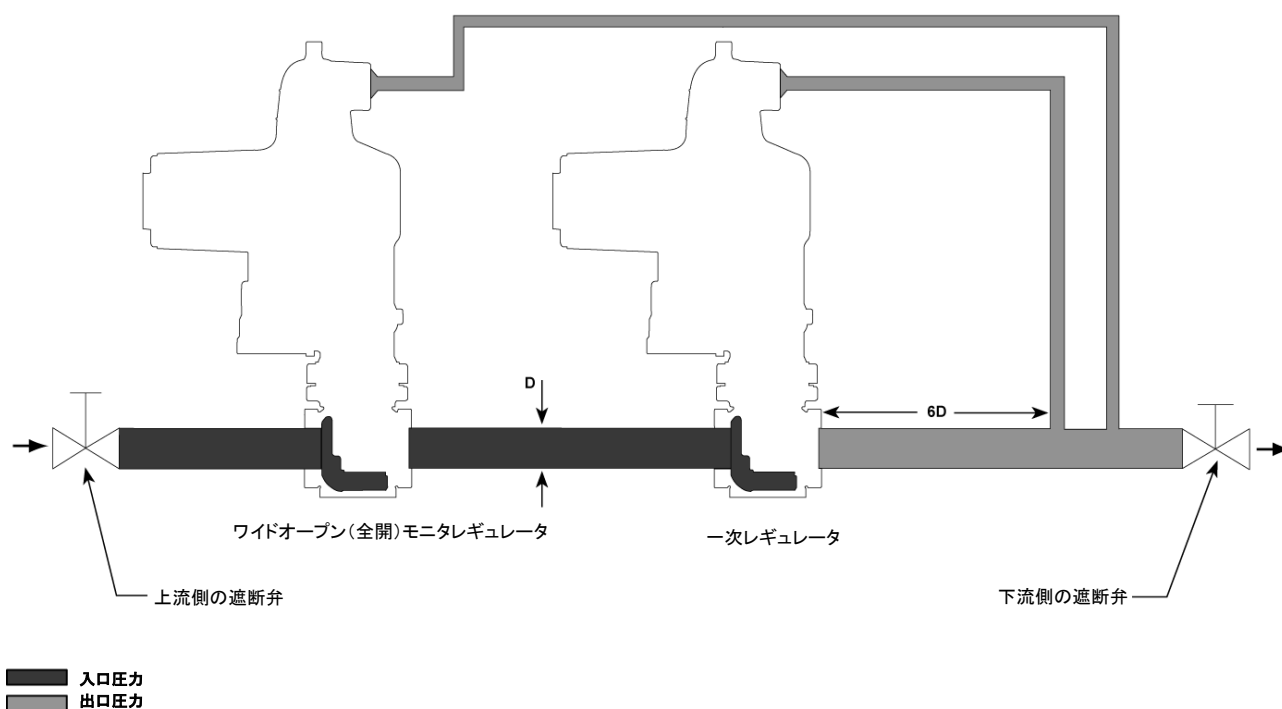 D
6D
ワイドオープン(全開)モニタレギュレータ
一次レギュレータ
上流側の遮断弁
下流側の遮断弁
入口圧力
出口圧力